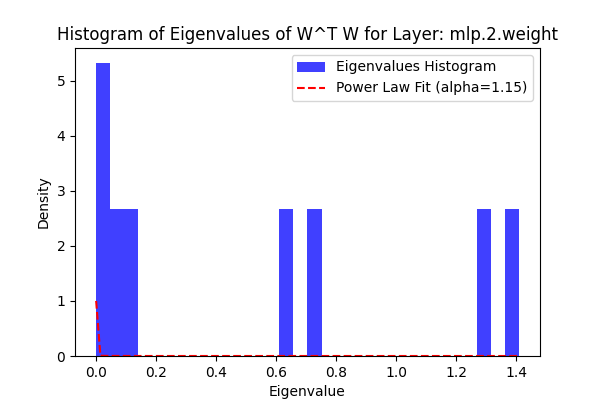 Histogram of Eigenvalues of W^T W for Layer: mlp.2.weight
Eigenvalues Histogram
Power Law Fit (alpha=1.15)
Density
5
4
3
2
1
0
0.0 0.2 0.4 0.6 0.8 1.0 1.2 1.4
Eigenvalue